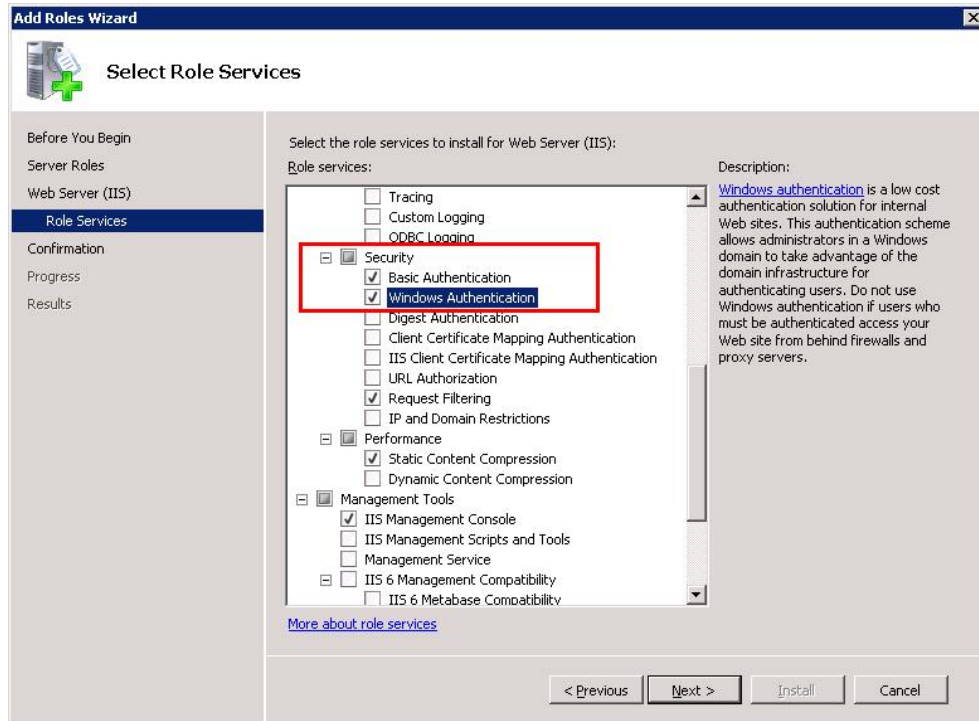 Add Roles Wizard
Select Role Services
Before You Begin
Server Roles
Web Server (IIS)
Role Services
Confirmation
Progress
Results
Select the role services to install for Web Server (IIS):
Role services:
Tracing
Custom Logging
ODBC Logging
Security
Basic Authentication
Windows Authentication
Digest Authentication
Client Certificate Mapping Authentication
IIS Client Certificate Mapping Authentication
URL Authorization
Request Filtering
IP and Domain Restrictions
Performance
Static Content Compression
Dynamic Content Compression
Management Tools
IIS Management Console
IIS Management Scripts and Tools
Management Service
IIS 6 Management Compatibility
IIS 6 Metabase Compatibility
More about role services
Description:
Windows authentication is a low cost
authentication solution for internal
Web sites. This authentication scheme
allows administrators in a Windows
domain to take advantage of the
domain infrastructure for
authenticating users. Do not use
Windows authentication if users who
must be authenticated access your
Web site from behind firewalls and
proxy servers.
< Previous
Next >
Install
Cancel